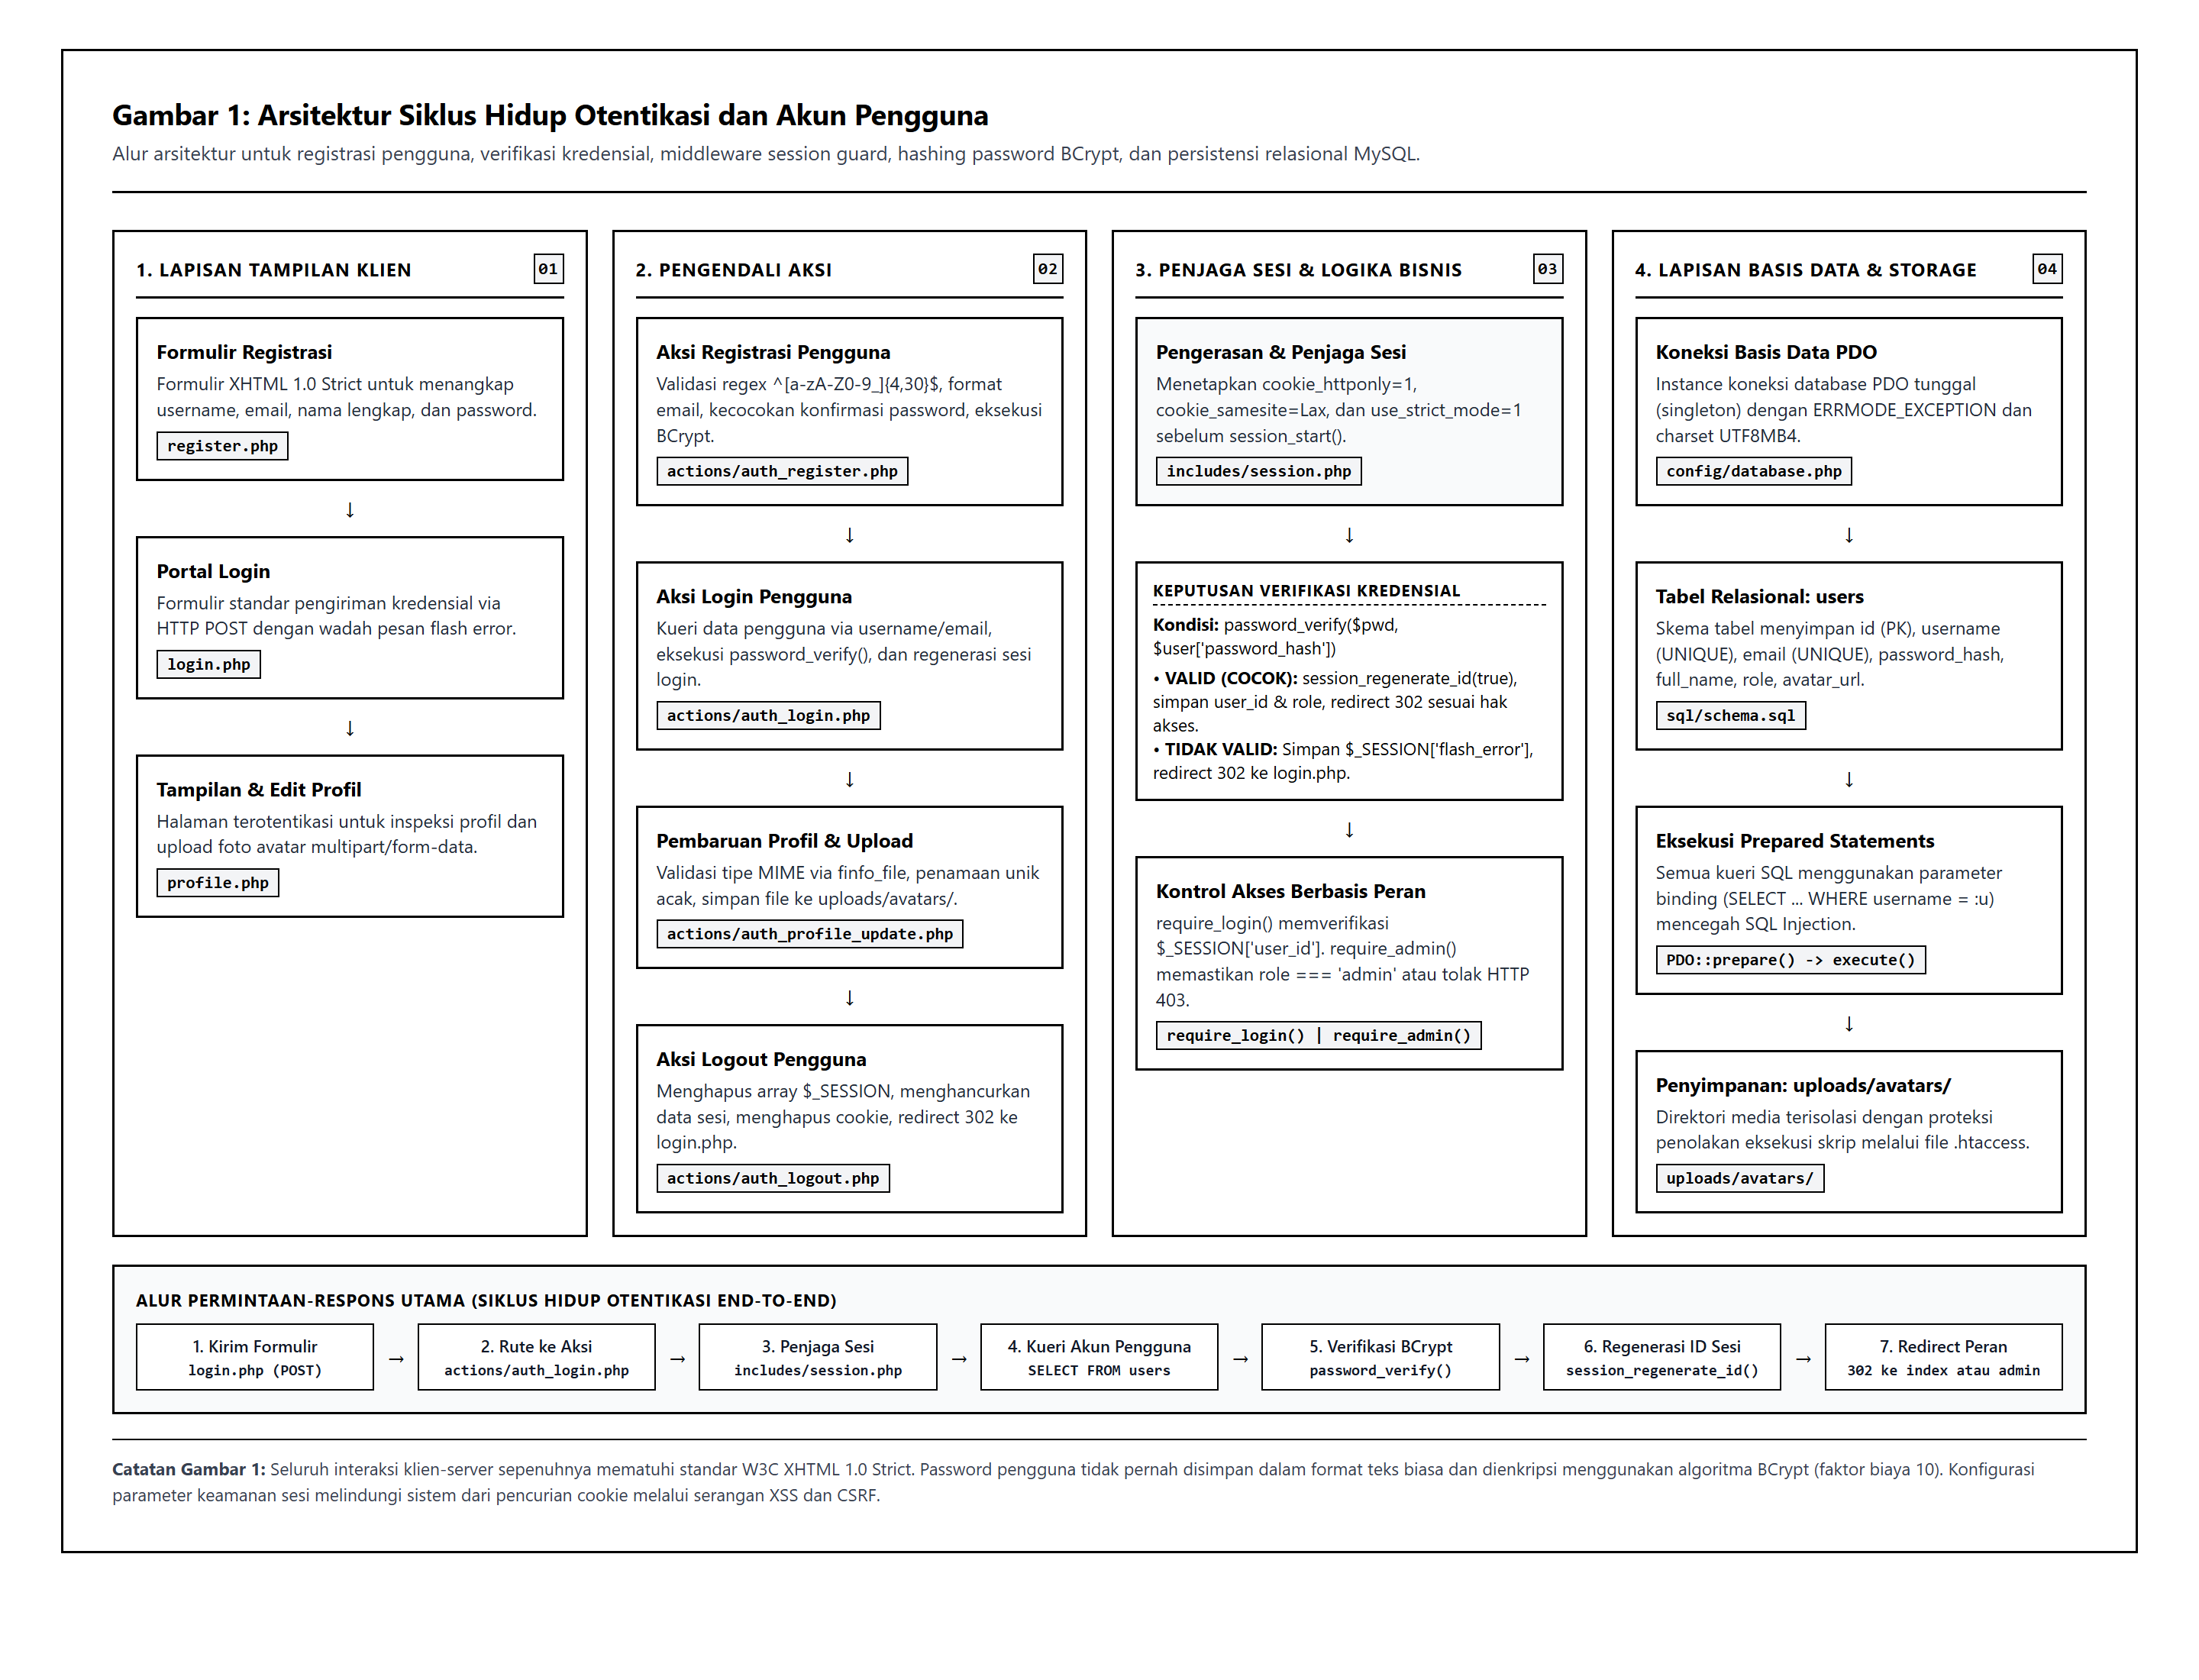 Gambar 1: Arsitektur Siklus Hidup Otentikasi dan Akun Pengguna
Alur arsitektur untuk registrasi pengguna, verifikasi kredensial, middleware session guard, hashing password BCrypt, dan persistensi relasional MySQL.
1. LAPISAN TAMPILAN KLIEN
01
Formulir Registrasi
Formulir XHTML 1.0 Strict untuk menangkap
username, email, nama lengkap, dan password.
register.php
↓
Portal Login
Formulir standar pengiriman kredensial via
HTTP POST dengan wadah pesan flash error.
login.php
↓
Tampilan & Edit Profil
Halaman terotentikasi untuk inspeksi profil dan
upload foto avatar multipart/form-data.
profile.php
2. PENGENDALI AKSI
02
Aksi Registrasi Pengguna
Validasi regex ^[a-zA-Z0-9_]{4,30}$, format
email, kecocokan konfirmasi password, eksekusi
BCrypt.
actions/auth_register.php
↓
Aksi Login Pengguna
Kueri data pengguna via username/email,
eksekusi password_verify(), dan regenerasi sesi
login.
actions/auth_login.php
↓
Pembaruan Profil & Upload
Validasi tipe MIME via finfo_file, penamaan unik
acak, simpan file ke uploads/avatars/.
actions/auth_profile_update.php
↓
Aksi Logout Pengguna
Menghapus array $_SESSION, menghancurkan
data sesi, menghapus cookie, redirect 302 ke
login.php.
actions/auth_logout.php
3. PENJAGA SESI & LOGIKA BISNIS
03
Pengerasan & Penjaga Sesi
Menetapkan cookie_httponly=1,
cookie_samesite=Lax, dan use_strict_mode=1
sebelum session_start().
includes/session.php
↓
KEPUTUSAN VERIFIKASI KREDENSIAL
Kondisi: password_verify($pwd,
$user['password_hash'])
• VALID (COCOK): session_regenerate_id(true),
simpan user_id & role, redirect 302 sesuai hak
akses.
• TIDAK VALID: Simpan $_SESSION['flash_error'],
redirect 302 ke login.php.
↓
Kontrol Akses Berbasis Peran
require_login() memverifikasi
$_SESSION['user_id']. require_admin()
memastikan role === 'admin' atau tolak HTTP
403.
require_login() | require_admin()
4. LAPISAN BASIS DATA & STORAGE
04
Koneksi Basis Data PDO
Instance koneksi database PDO tunggal
(singleton) dengan ERRMODE_EXCEPTION dan
charset UTF8MB4.
config/database.php
↓
Tabel Relasional: users
Skema tabel menyimpan id (PK), username
(UNIQUE), email (UNIQUE), password_hash,
full_name, role, avatar_url.
sql/schema.sql
↓
Eksekusi Prepared Statements
Semua kueri SQL menggunakan parameter
binding (SELECT ... WHERE username = :u)
mencegah SQL Injection.
PDO::prepare() -> execute()
↓
Penyimpanan: uploads/avatars/
Direktori media terisolasi dengan proteksi
penolakan eksekusi skrip melalui file .htaccess.
uploads/avatars/
ALUR PERMINTAAN-RESPONS UTAMA (SIKLUS HIDUP OTENTIKASI END-TO-END)
1. Kirim Formulir
login.php (POST)
→
2. Rute ke Aksi
actions/auth_login.php
→
3. Penjaga Sesi
includes/session.php
→
4. Kueri Akun Pengguna
SELECT FROM users
→
5. Verifikasi BCrypt
password_verify()
→
6. Regenerasi ID Sesi
session_regenerate_id()
→
7. Redirect Peran
302 ke index atau admin
Catatan Gambar 1: Seluruh interaksi klien-server sepenuhnya mematuhi standar W3C XHTML 1.0 Strict. Password pengguna tidak pernah disimpan dalam format teks biasa dan dienkripsi menggunakan algoritma BCrypt (faktor biaya 10). Konfigurasi
parameter keamanan sesi melindungi sistem dari pencurian cookie melalui serangan XSS dan CSRF.